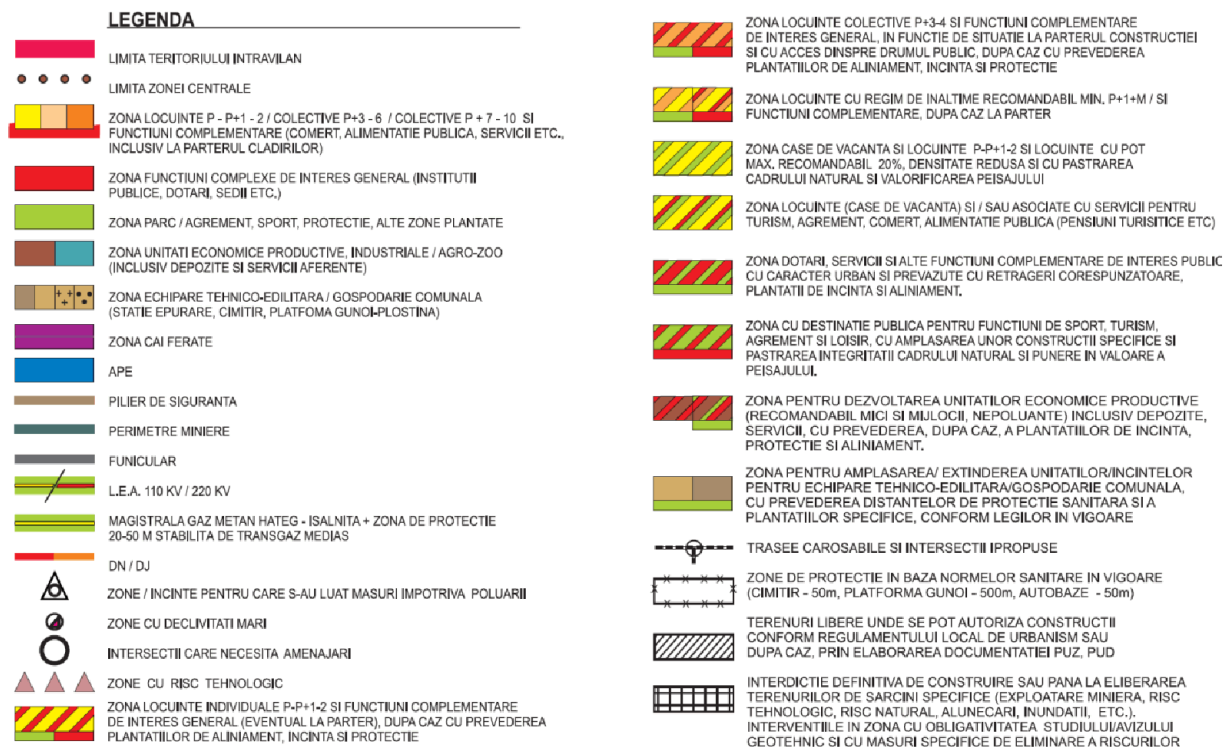 LEGENDA
LIMITA TERITORIULUI INTRAVILAN
LIMITA ZONEI CENTRALE
ZONA LOCUINTE P - P+1 - 2 / COLECTIVE P+3 - 6 / COLECTIVE P + 7 - 10 SI
FUNCTIUNI COMPLEMENTARE (COMERT, ALIMENTATIE PUBLICA, SERVICII ETC.,
INCLUSIV LA PARTERUL CLADIRILOR)
ZONA FUNCTIUNI COMPLEXE DE INTERES GENERAL (INSTITUTII
PUBLICE, DOTARI, SEDII ETC.)
ZONA PARC / AGREMENT, SPORT, PROTECTIE, ALTE ZONE PLANTATE
ZONA UNITATI ECONOMICE PRODUCTIVE, INDUSTRIALE / AGRO-ZOO
(INCLUSIV DEPOZITE SI SERVICII AFERENTE)
ZONA ECHIPARE TEHNICO-EDILITARA / GOSPODARIE COMUNALA
(STATIE EPURARE, CIMITIR, PLATFOMA GUNOI-PLOSTINA)
ZONA CAI FERATE
APE
PILIER DE SIGURANTA
PERIMETRE MINIERE
FUNICULAR
L.E.A. 110 KV / 220 KV
MAGISTRALA GAZ METAN HATEG - ISALNITA + ZONA DE PROTECTIE
20-50 M STABILITA DE TRANSGAZ MEDIAS
DN / DJ
ZONE / INCINTE PENTRU CARE S-AU LUAT MASURI IMPOTRIVA POLUARII
ZONE CU DECLIVITATI MARI
INTERSECTII CARE NECESITA AMENAJARI
ZONE CU RISC TEHNOLOGIC
ZONA LOCUINTE INDIVIDUALE P-P+1-2 SI FUNCTIUNI COMPLEMENTARE
DE INTERES GENERAL (EVENTUAL LA PARTER), DUPA CAZ CU PREVEDEREA
PLANTATIILOR DE ALINIAMENT, INCINTA SI PROTECTIE
ZONA LOCUINTE COLECTIVE P+3-4 SI FUNCTIUNI COMPLEMENTARE
DE INTERES GENERAL, IN FUNCTIE DE SITUATIE LA PARTERUL CONSTRUCTIEI
SI CU ACCES DINSPRE DRUMUL PUBLIC, DUPA CAZ CU PREVEDEREA
PLANTATIILOR DE ALINIAMENT, INCINTA SI PROTECTIE
ZONA LOCUINTE CU REGIM DE INALTIME RECOMANDABIL MIN. P+1+M / SI
FUNCTIUNI COMPLEMENTARE, DUPA CAZ LA PARTER
ZONA CASE DE VACANTA SI LOCUINTE P-P+1-2 SI LOCUINTE CU POT
MAX. RECOMANDABIL 20%, DENSITATE REDUSA SI CU PASTRAREA
CADRULUI NATURAL SI VALORIFICAREA PEISAJULUI
ZONA LOCUINTE (CASE DE VACANTA) SI / SAU ASOCIATE CU SERVICII PENTRU
TURISM, AGREMENT, COMERT, ALIMENTATIE PUBLICA (PENSIUNI TURISITICE ETC)
ZONA DOTARI, SERVICII SI ALTE FUNCTIUNI COMPLEMENTARE DE INTERES PUBLIC
CU CARACTER URBAN SI PREVAZUTE CU RETRAGERI CORESPUNZATOARE,
PLANTATII DE INCINTA SI ALINIAMENT.
ZONA CU DESTINATIE PUBLICA PENTRU FUNCTIUNI DE SPORT, TURISM,
AGREMENT SI LOISIR, CU AMPLASAREA UNOR CONSTRUCTII SPECIFICE SI
PASTRAREA INTEGRITATII CADRULUI NATURAL SI PUNERE IN VALOARE A
PEISAJULUI.
ZONA PENTRU DEZVOLTAREA UNITATILOR ECONOMICE PRODUCTIVE
(RECOMANDABIL MICI SI MIJLOCII, NEPOLUANTE) INCLUSIV DEPOZITE,
SERVICII, CU PREVEDEREA, DUPA CAZ, A PLANTATIILOR DE INCINTA,
PROTECTIE SI ALINIAMENT.
ZONA PENTRU AMPLASAREA/ EXTINDEREA UNITATILOR/INCINTELOR
PENTRU ECHIPARE TEHNICO-EDILITARA/GOSPODARIE COMUNALA,
CU PREVEDEREA DISTANTELOR DE PROTECTIE SANITARA SI A
PLANTATIILOR SPECIFICE, CONFORM LEGILOR IN VIGOARE
TRASEE CAROSABILE SI INTERSECTII IPROPUSE
ZONE DE PROTECTIE IN BAZA NORMELOR SANITARE IN VIGOARE
(CIMITIR - 50m, PLATFORMA GUNOI - 500m, AUTOBAZE - 50m)
TERENURI LIBERE UNDE SE POT AUTORIZA CONSTRUCTII
CONFORM REGULAMENTULUI LOCAL DE URBANISM SAU
DUPA CAZ, PRIN ELABORAREA DOCUMENTATIEI PUZ, PUD
INTERDICTIE DEFINITIVA DE CONSTRUIRE SAU PANA LA ELIBERAREA
TERENURILOR DE SARCINI SPECIFICE (EXPLOATARE MINIERA, RISC
TEHNOLOGIC, RISC NATURAL, ALUNECARI, INUNDATII, ETC.).
INTERVENTIILE IN ZONA CU OBLIGATIVITATEA STUDIULUI/AVIZULUI
GEOTEHNIC SI CU MASURI SPECIFICE DE ELIMINARE A RISCURILOR